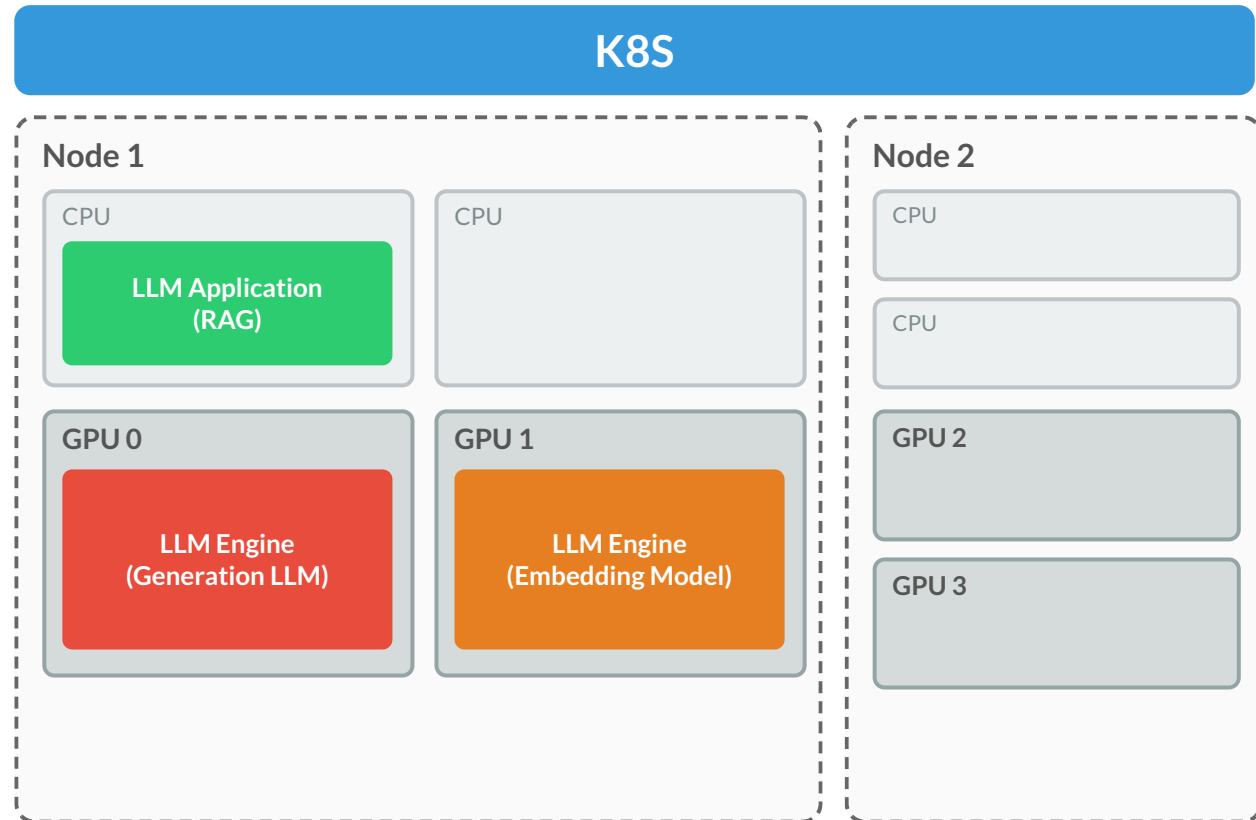 K8S
Node 1
CPU
LLM Application
(RAG)
CPU
GPU 0
LLM Engine
(Generation LLM)
GPU 1
LLM Engine
(Embedding Model)
Node 2
CPU
CPU
GPU 2
GPU 3